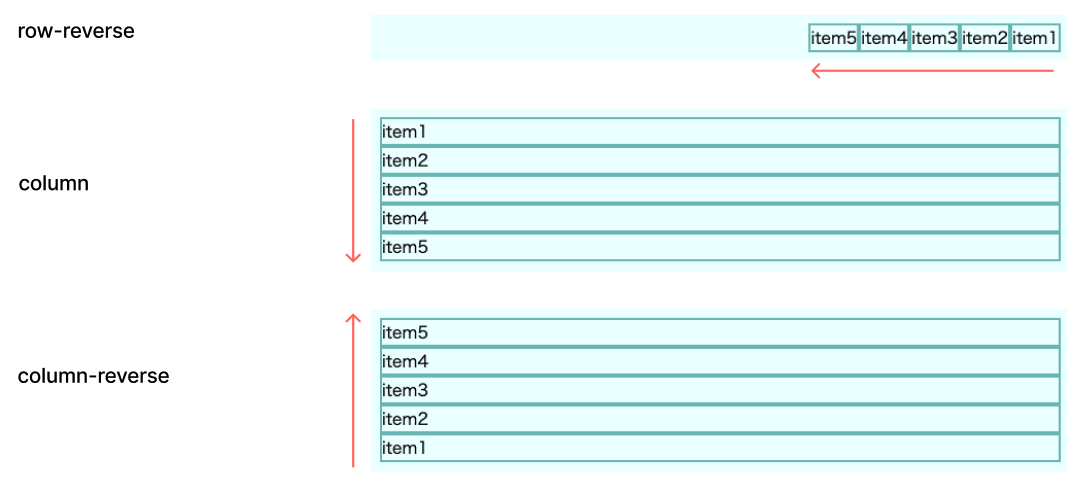 row-reverse
item5 item4 item3 item2 item1
column
item1
item2
item3
item4
item5
column-reverse
item5
item4
item3
item2
item1